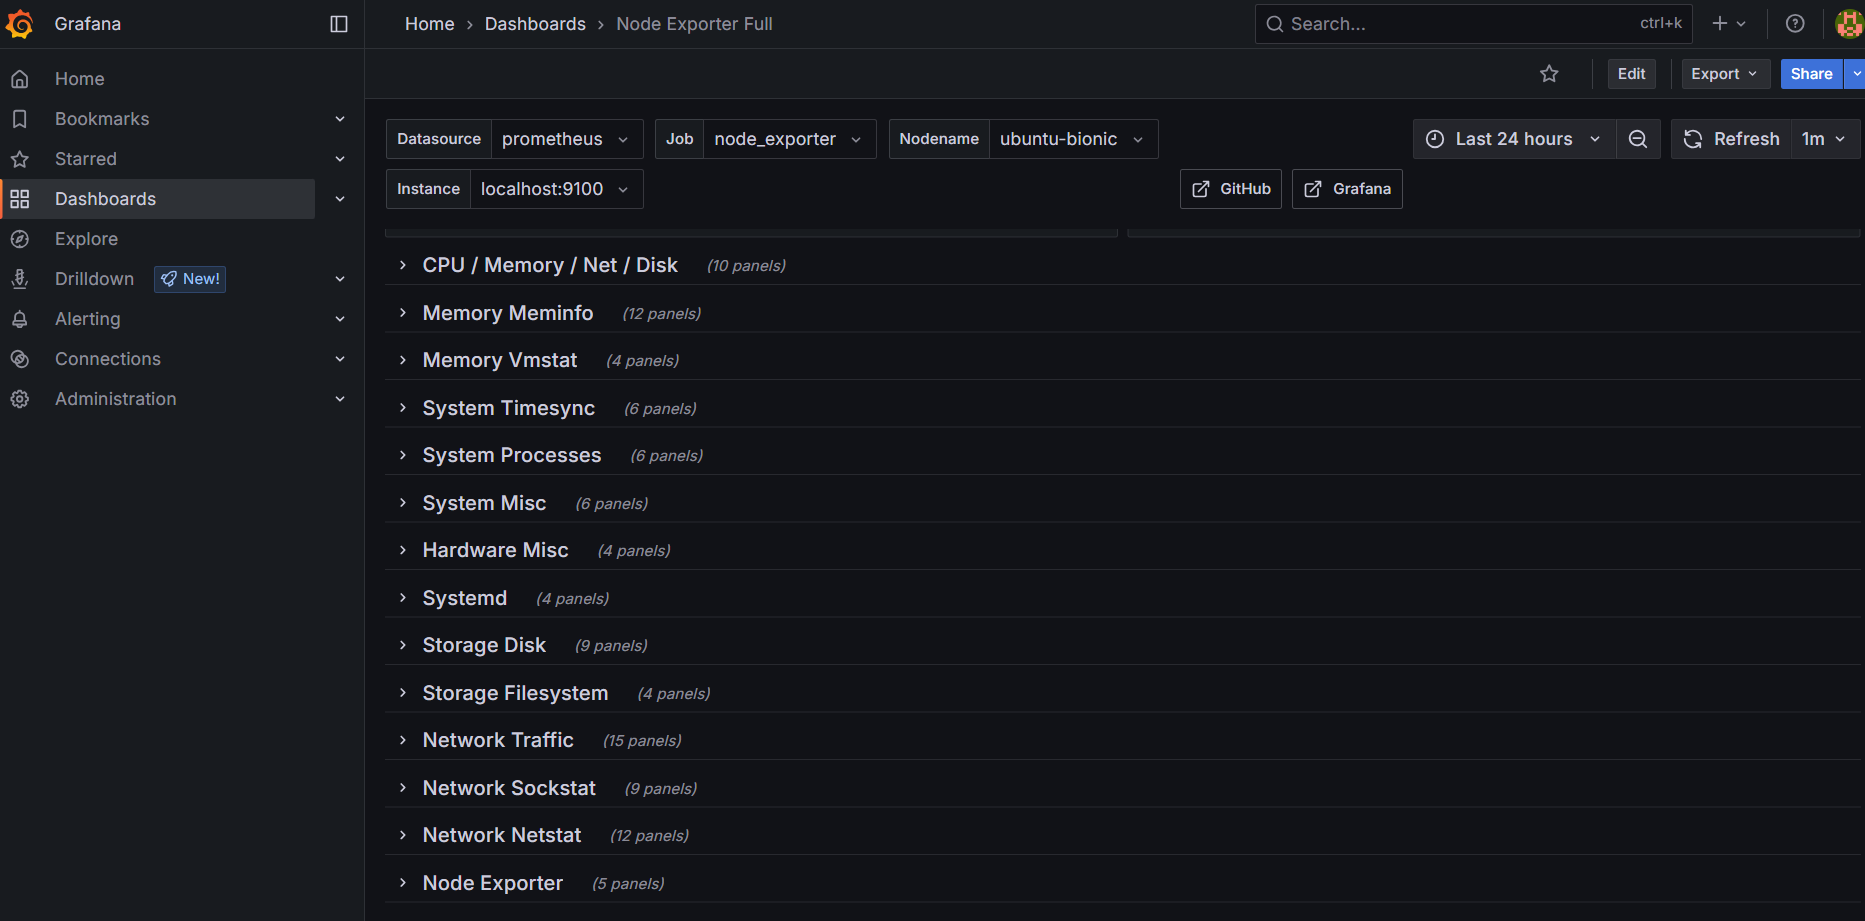 Grafana
Home
Bookmarks
Starred
Dashboards
Explore
Drilldown New!
Alerting
Connections
Administration
Home › Dashboards › Node Exporter Full
Search... ctrl+k
Edit Export Share
Datasource prometheus Job node_exporter Nodename ubuntu-bionic
Last 24 hours Refresh 1m
Instance localhost:9100
GitHub Grafana
CPU / Memory / Net / Disk (10 panels)
Memory Meminfo (12 panels)
Memory Vmstat (4 panels)
System Timesync (6 panels)
System Processes (6 panels)
System Misc (6 panels)
Hardware Misc (4 panels)
Systemd (4 panels)
Storage Disk (9 panels)
Storage Filesystem (4 panels)
Network Traffic (15 panels)
Network Sockstat (9 panels)
Network Netstat (12 panels)
Node Exporter (5 panels)